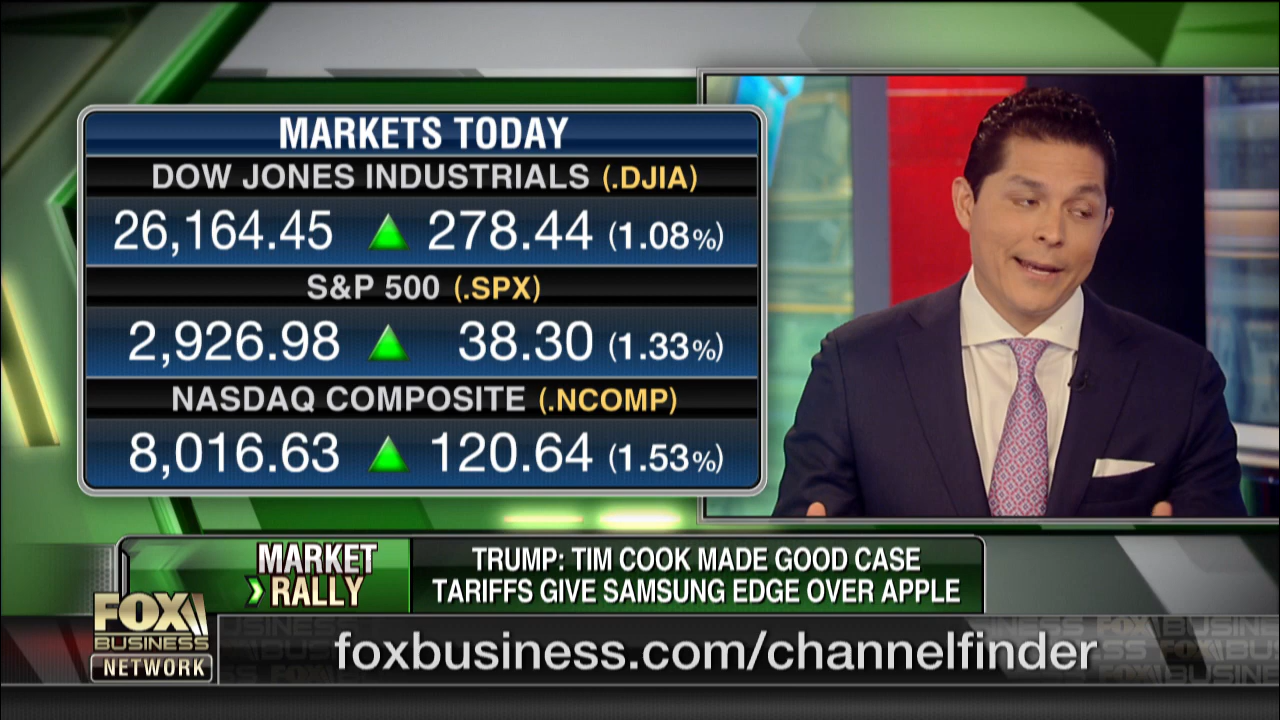 MARKETS TODAY
DOW JONES INDUSTRIALS (.DJIA)
26,164.45 ▲ 278.44 (1.08%)
S&P 500 (.SPX)
2,926.98 ▲ 38.30 (1.33%)
NASDAQ COMPOSITE (.NCOMP)
8,016.63 ▲ 120.64 (1.53%)
MARKET
RALLY
TRUMP: TIM COOK MADE GOOD CASE
TARIFFS GIVE SAMSUNG EDGE OVER APPLE
FOX
BUSINESS
NETWORK
foxbusiness.com/channelfinder